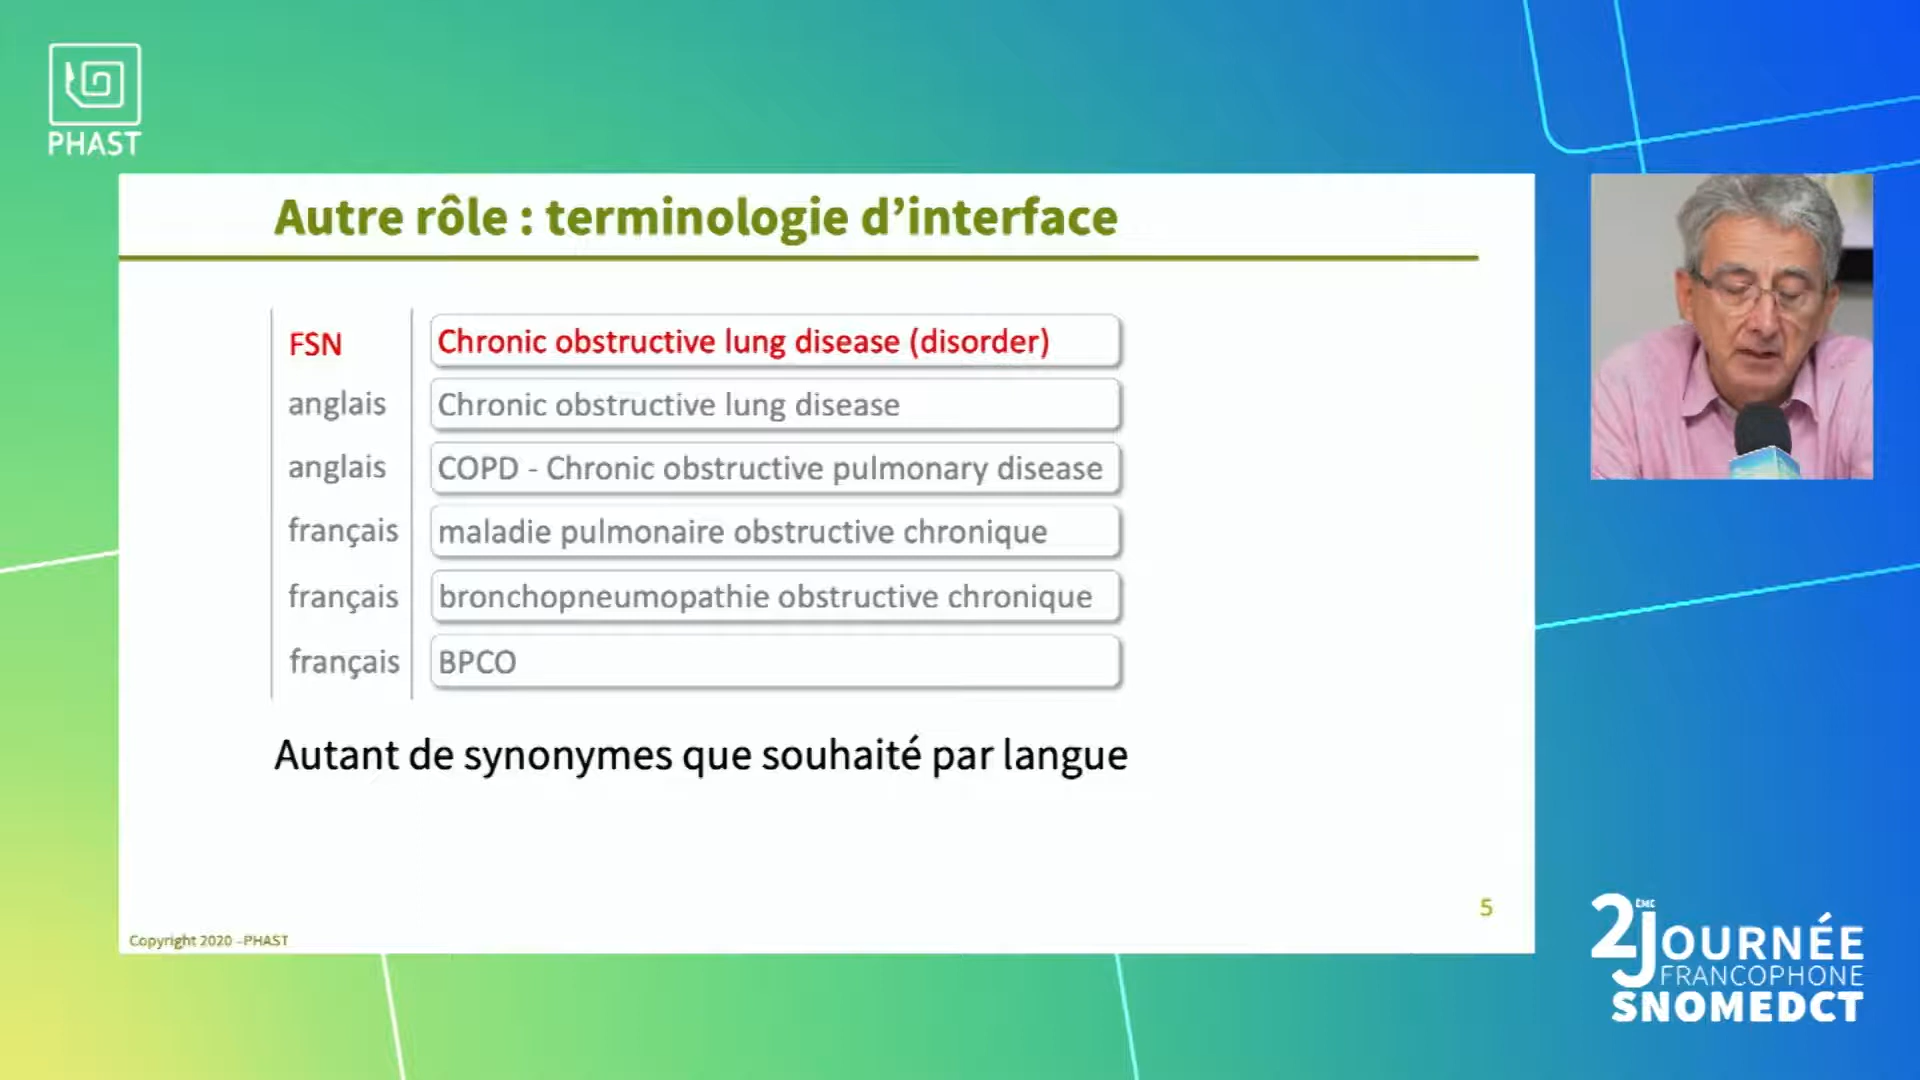 PHAST
Autre rôle : terminologie d’interface
FSN Chronic obstructive lung disease (disorder)
anglais Chronic obstructive lung disease
anglais COPD - Chronic obstructive pulmonary disease
français maladie pulmonaire obstructive chronique
français bronchopneumopathie obstructive chronique
français BPCO
Autant de synonymes que souhaité par langue
5
Copyright 2020 -PHAST
2ÈME JOURNÉE
FRANCOPHONE
SNOMEDCT